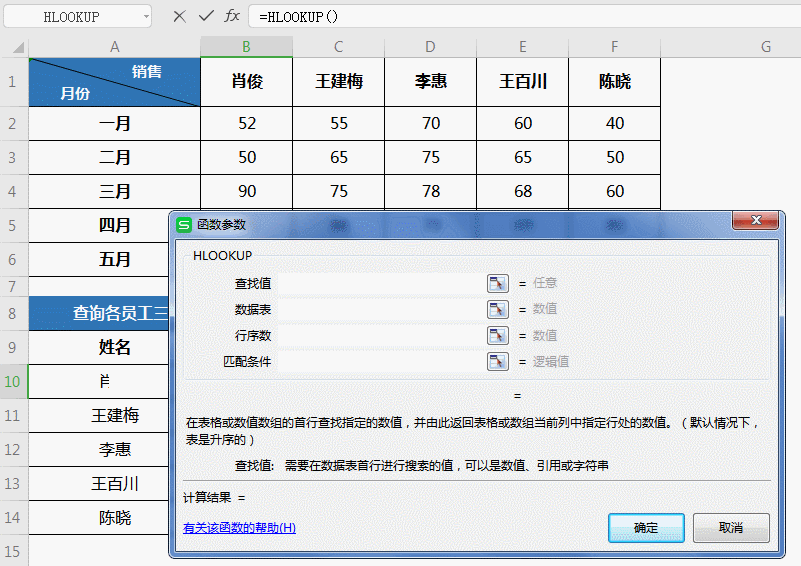 HLOOKUP fx =HLOOKUP()
A B C D E F G
1 销售 月份 肖俊 王建梅 李惠 王百川 陈晓
2 一月 52 55 70 60 40
3 二月 50 65 75 65 50
4 三月 90 75 78 68 60
5 四月
6 五月
7
8 查询各员工三
9 姓名
10 肖
11 王建梅
12 李惠
13 王百川
14 陈晓
15
函数参数
HLOOKUP
查找值 = 任意
数据表 = 数值
行序数 = 数值
匹配条件 = 逻辑值
=
在表格或数值数组的首行查找指定的数值，并由此返回表格或数组当前列中指定行处的数值。（默认情况下，
表是升序的）
查找值: 需要在数据表首行进行搜索的值，可以是数值、引用或字符串
计算结果 =
有关该函数的帮助(H)
确定 取消